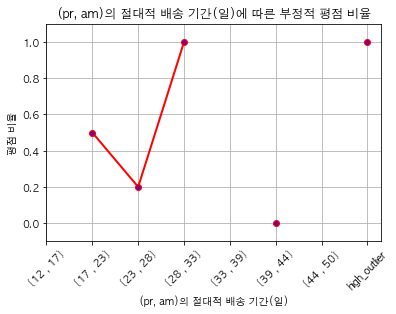 (pr, am)의 절대적 배송 기간(일)에 따른 부정적 평점 비율
평점 비율
1.0
0.8
0.6
0.4
0.2
0.0
(12 , 17)
(17 , 23)
(23 , 28)
(28 , 33)
(33 , 39)
(39 , 44)
(44 , 50)
hgh_outlier
(pr, am)의 절대적 배송 기간(일)